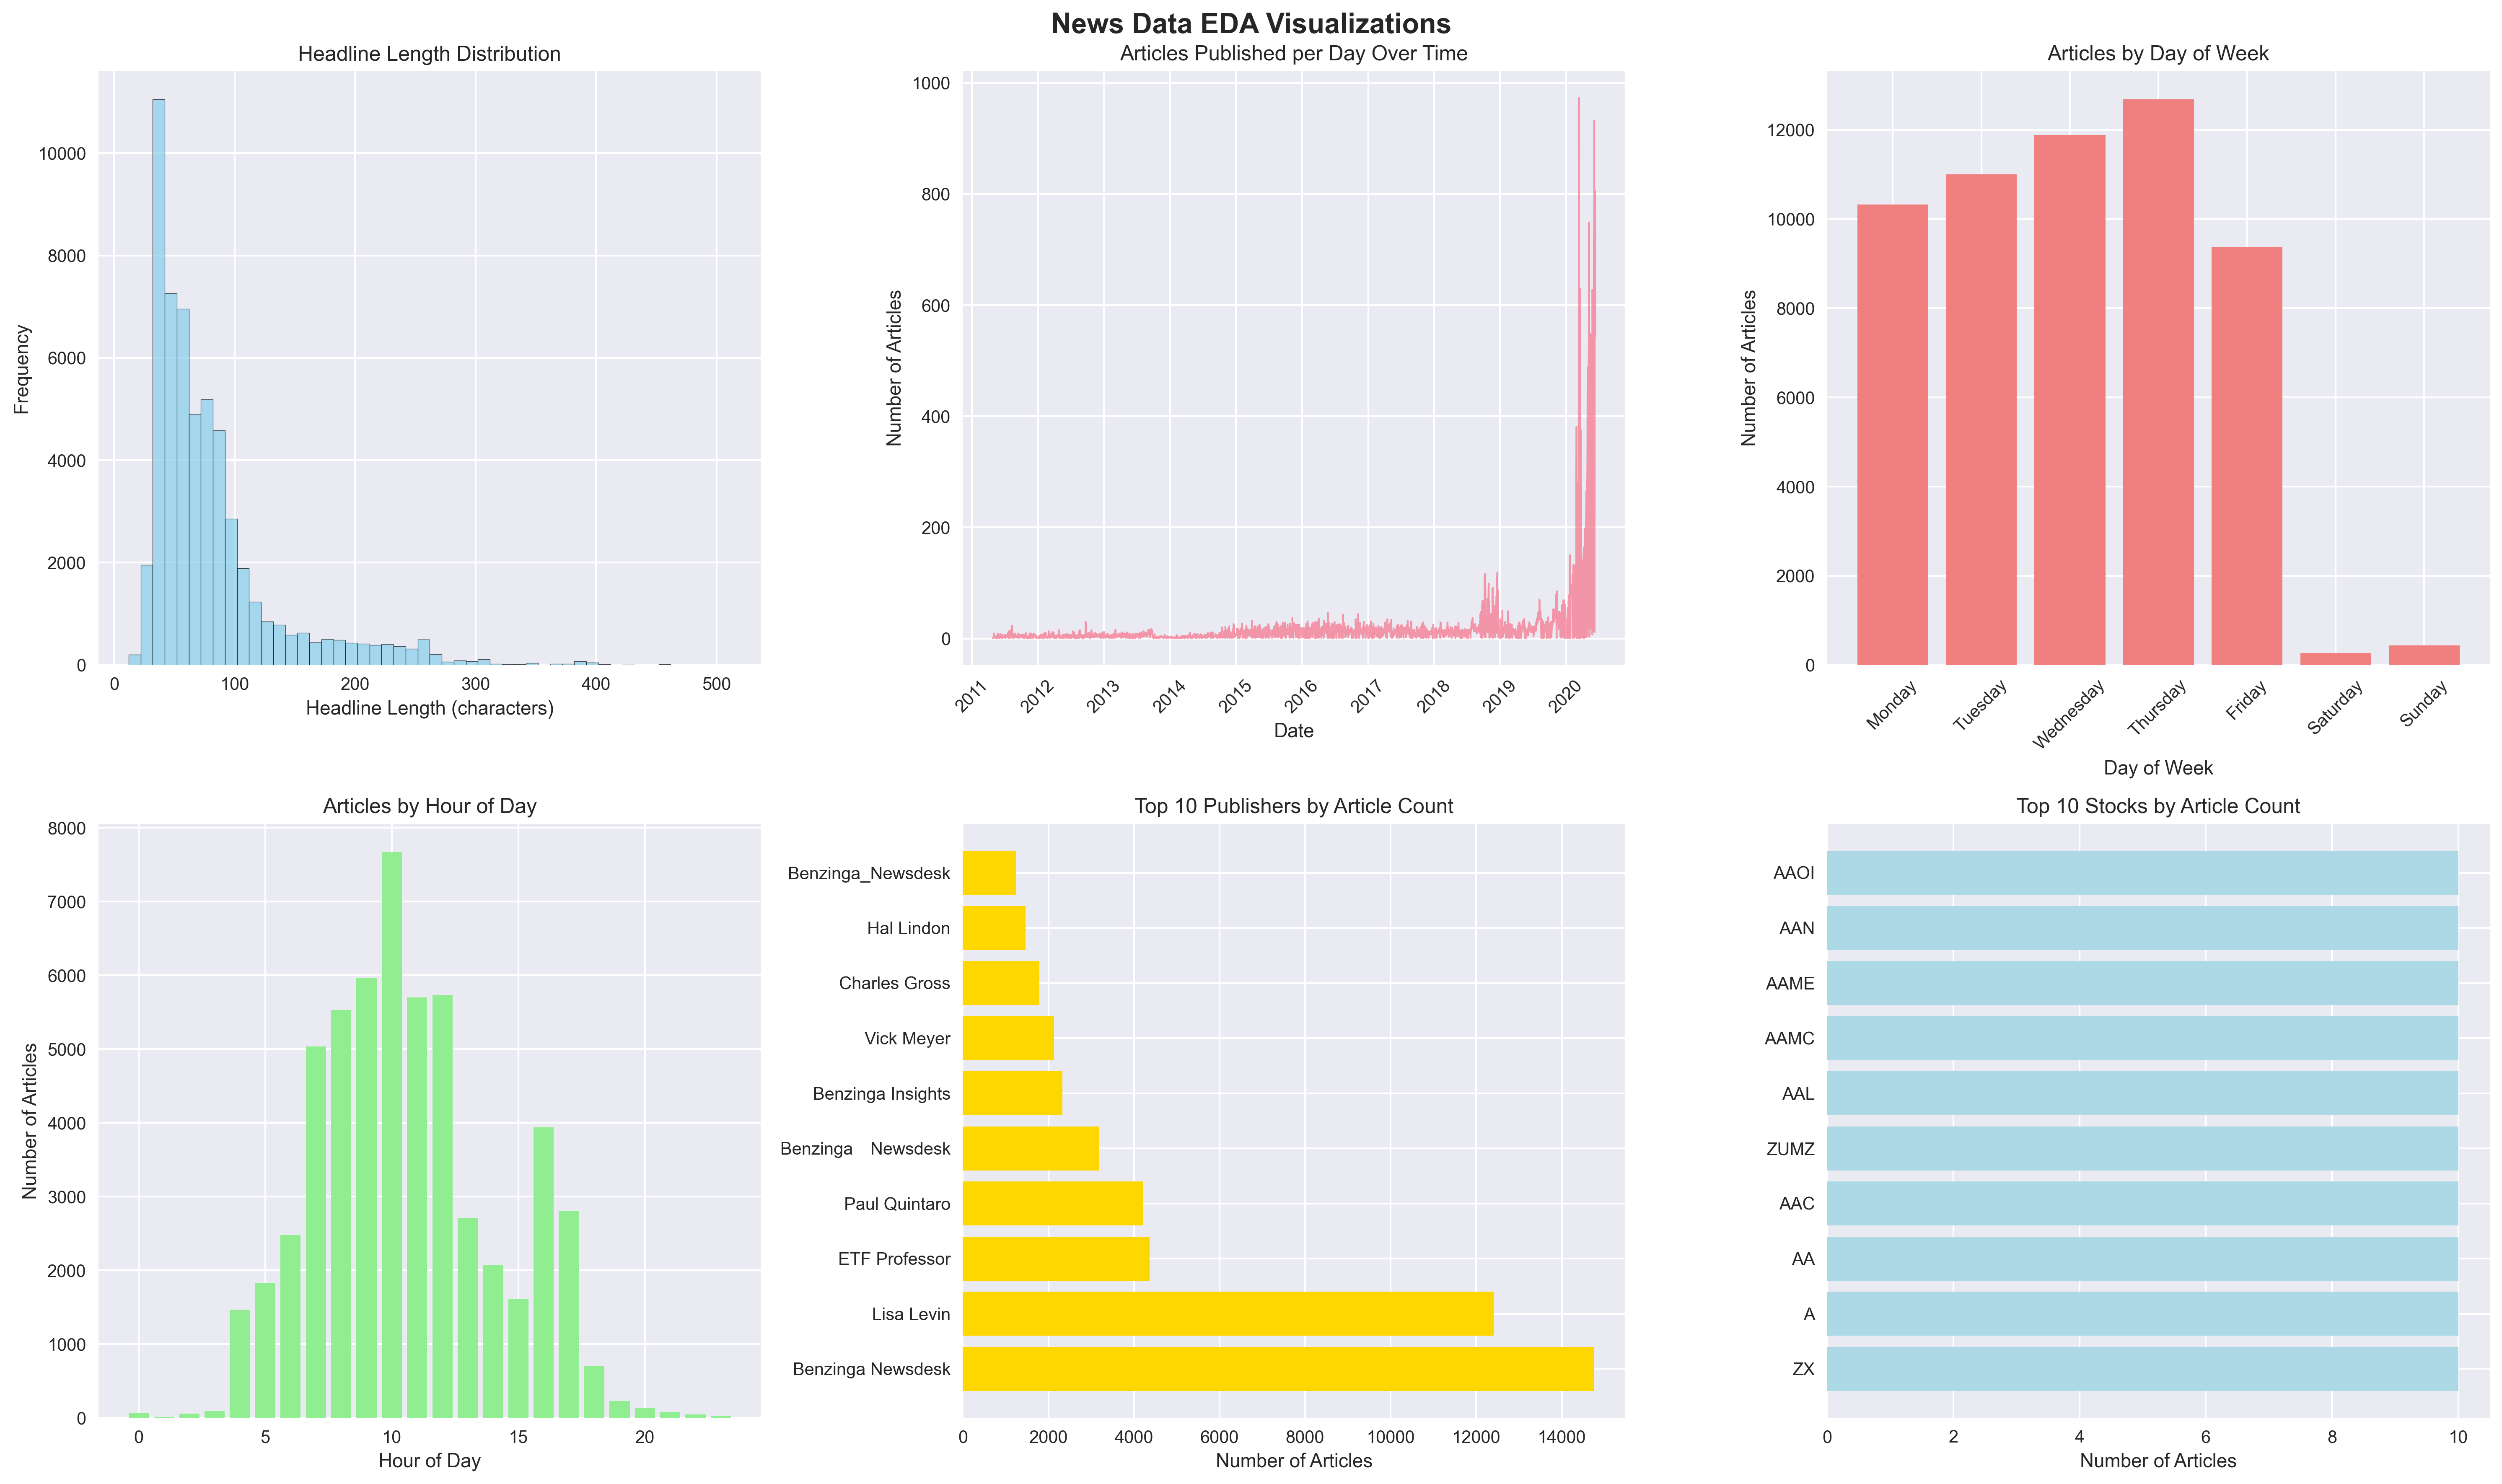 News Data EDA Visualizations
Headline Length Distribution
10000
8000
6000
4000
2000
0
Frequency
0 100 200 300 400 500
Headline Length (characters)
Articles Published per Day Over Time
1000
800
600
400
200
0
Number of Articles
2011 2012 2013 2014 2015 2016 2017 2018 2019 2020
Date
Articles by Day of Week
12000
10000
8000
6000
4000
2000
0
Number of Articles
Monday Tuesday Wednesday Thursday Friday Saturday Sunday
Day of Week
Articles by Hour of Day
8000
7000
6000
5000
4000
3000
2000
1000
0
Number of Articles
0 5 10 15 20
Hour of Day
Top 10 Publishers by Article Count
Benzinga_Newsdesk
Hal Lindon
Charles Gross
Vick Meyer
Benzinga Insights
Benzinga    Newsdesk
Paul Quintaro
ETF Professor
Lisa Levin
Benzinga Newsdesk
0 2000 4000 6000 8000 10000 12000 14000
Number of Articles
Top 10 Stocks by Article Count
AAOI
AAN
AAME
AAMC
AAL
ZUMZ
AAC
AA
A
ZX
0 2 4 6 8 10
Number of Articles